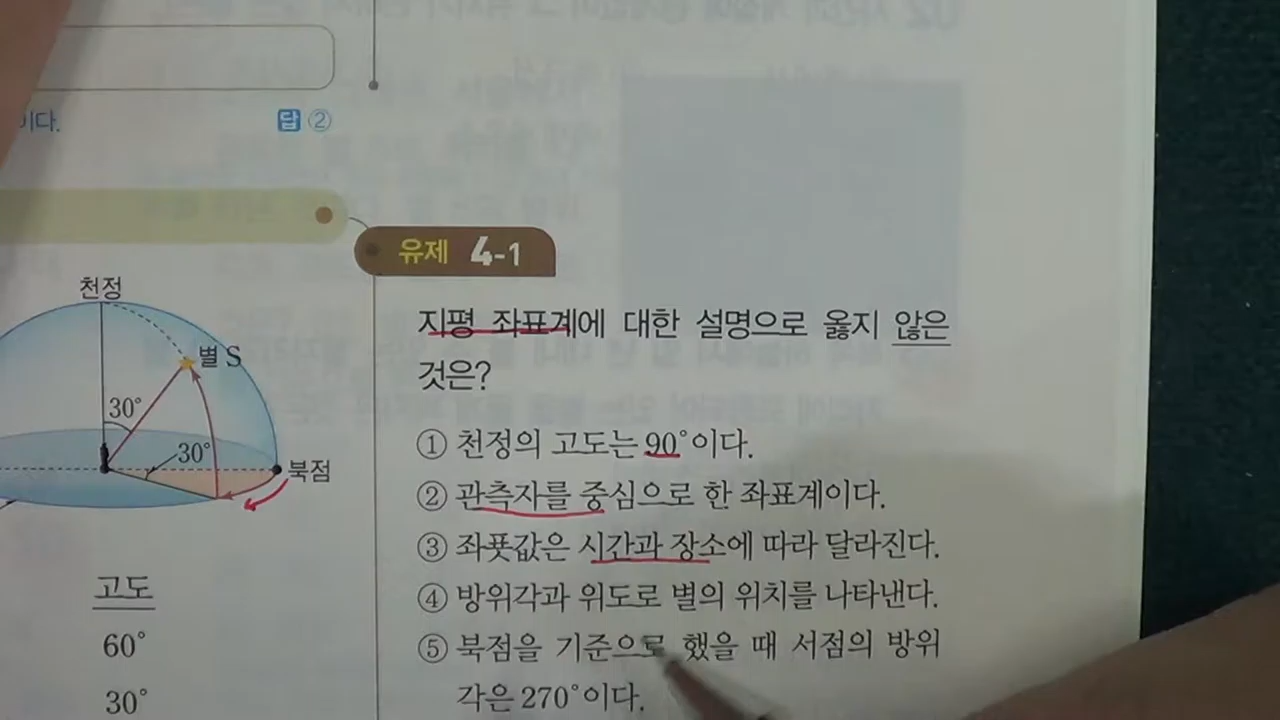 이다.
답 ②
유제 4-1
지평 좌표계에 대한 설명으로 옳지 않은
것은?
① 천정의 고도는 90°이다.
② 관측자를 중심으로 한 좌표계이다.
③ 좌푯값은 시간과 장소에 따라 달라진다.
④ 방위각과 위도로 별의 위치를 나타낸다.
⑤ 북점을 기준으로 했을 때 서점의 방위
각은 270°이다.
천정
별 S
30°
30°
북점
고도
60°
30°